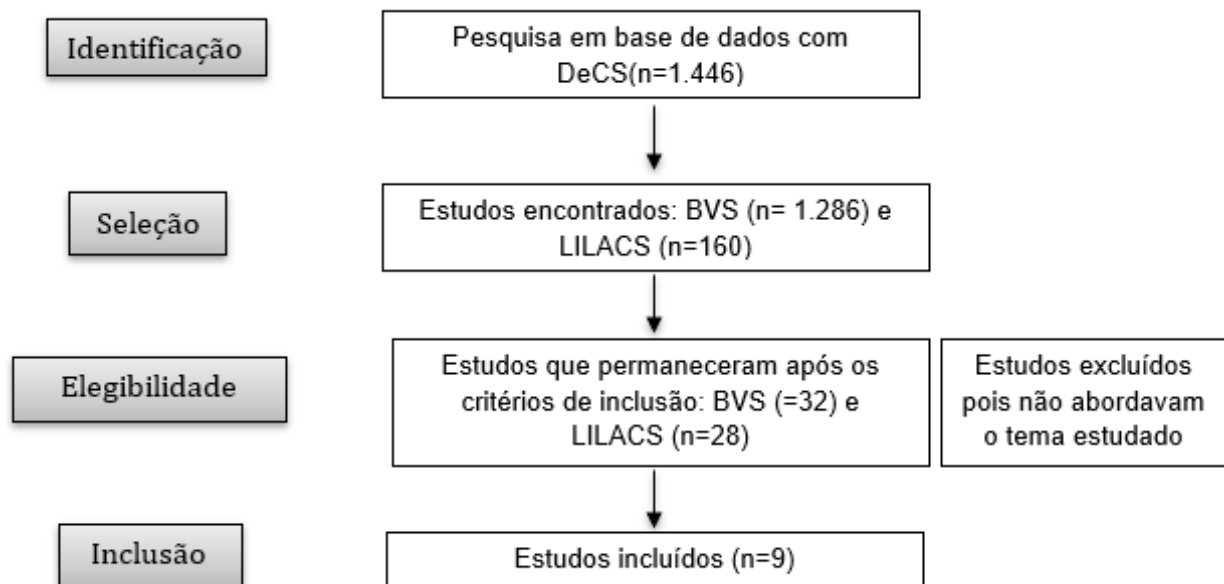 Identificação
Pesquisa em base de dados com
DeCS(n=1.446)
Seleção
Estudos encontrados: BVS (n= 1.286) e
LILACS (n=160)
Elegibilidade
Estudos que permaneceram após os
critérios de inclusão: BVS (=32) e
LILACS (n=28)
Estudos excluídos
pois não abordavam
o tema estudado
Inclusão
Estudos incluídos (n=9)